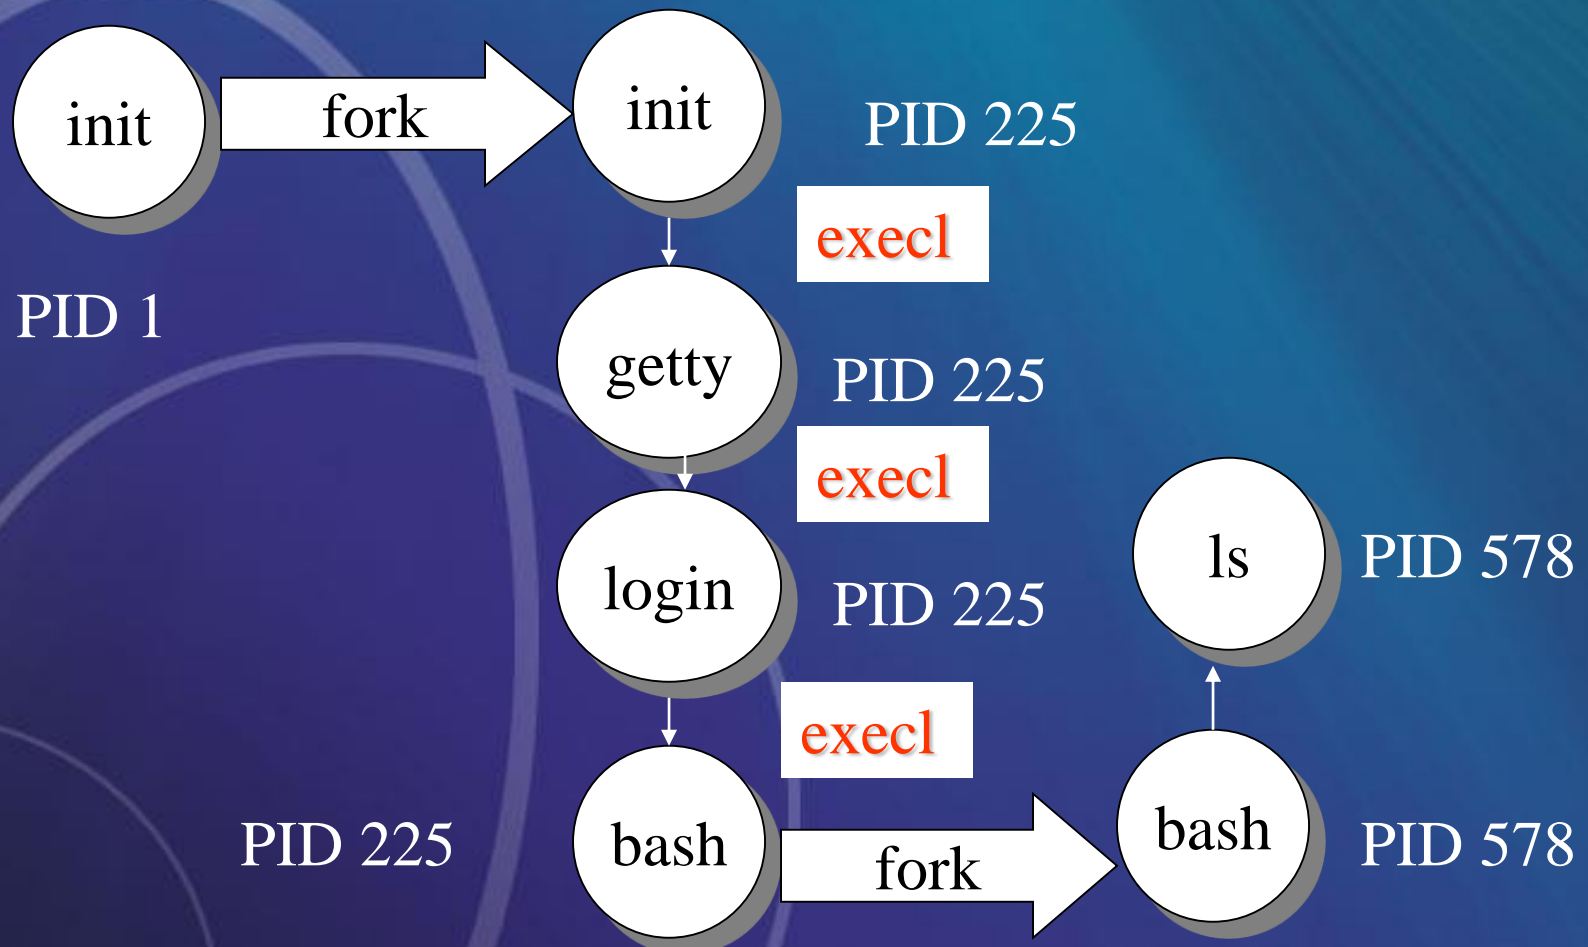 init
fork
init
PID 225
execl
PID 1
getty
PID 225
execl
login
PID 225
ls
PID 578
execl
PID 225
bash
fork
bash
PID 578